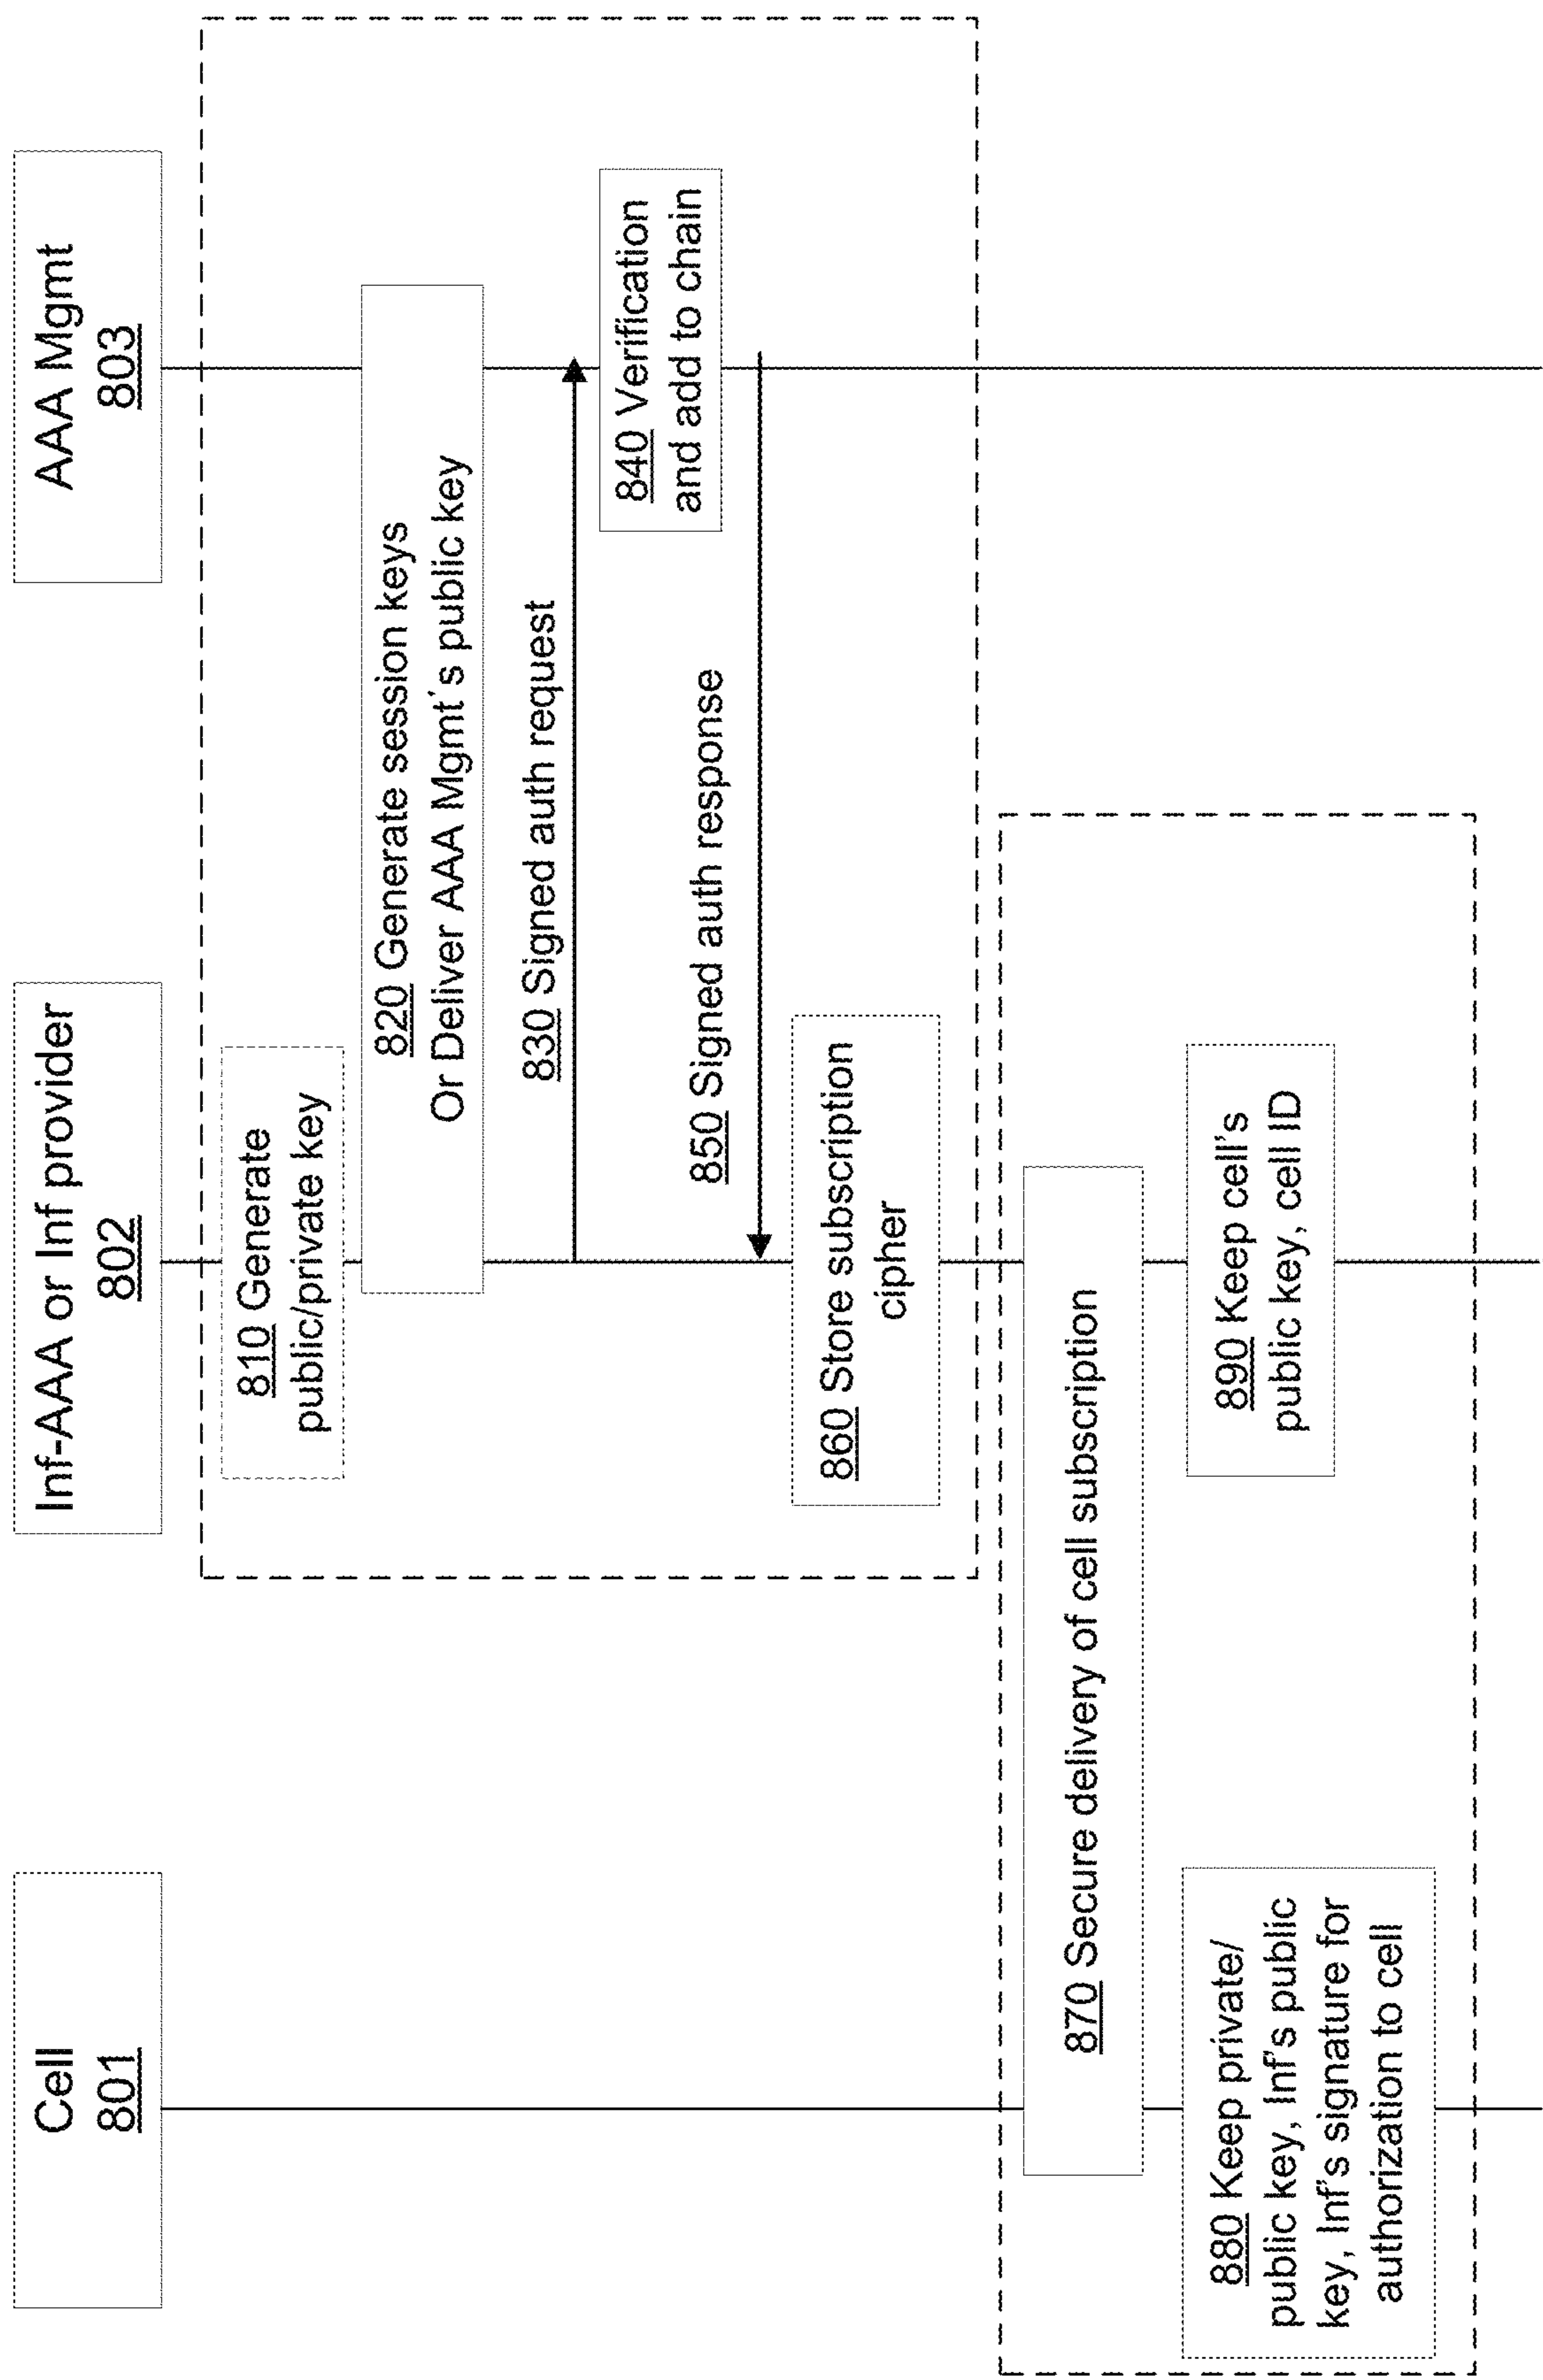 Cell
801
Inf-AAA or Inf provider
802
AAA Mgmt
803
810 Generate
public/private key
820 Generate session keys
Or Deliver AAA Mgmt's public key
830 Signed auth request
840 Verification
and add to chain
850 Signed auth response
860 Store subscription
cipher
870 Secure delivery of cell subscription
880 Keep private/
public key, Inf's public
key, Inf's signature for
authorization to cell
890 Keep cell's
public key, cell ID